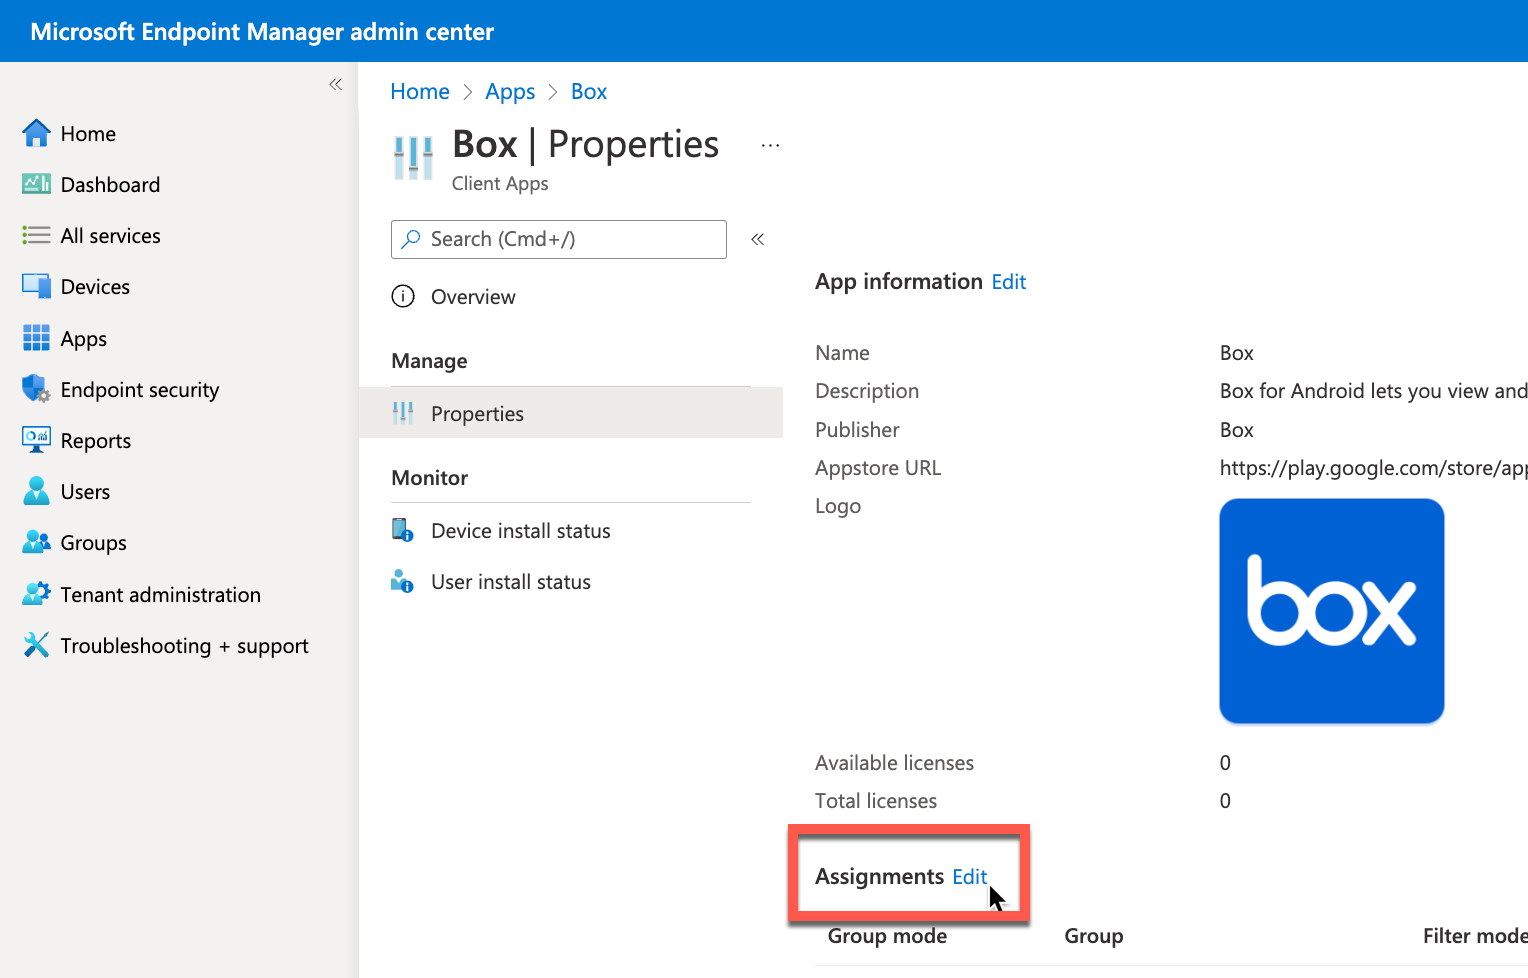 Microsoft Endpoint Manager admin center
Home
Dashboard
All services
Devices
Apps
Endpoint security
Reports
Users
Groups
Tenant administration
Troubleshooting + support
Home > Apps > Box
Box | Properties ...
Client Apps
Search (Cmd+/)
Overview
Manage
Properties
Monitor
Device install status
User install status
App information Edit
Name Box
Description Box for Android lets you view and
Publisher Box
Appstore URL https://play.google.com/store/app
Logo
box
Available licenses 0
Total licenses 0
Assignments Edit
Group mode Group Filter mode